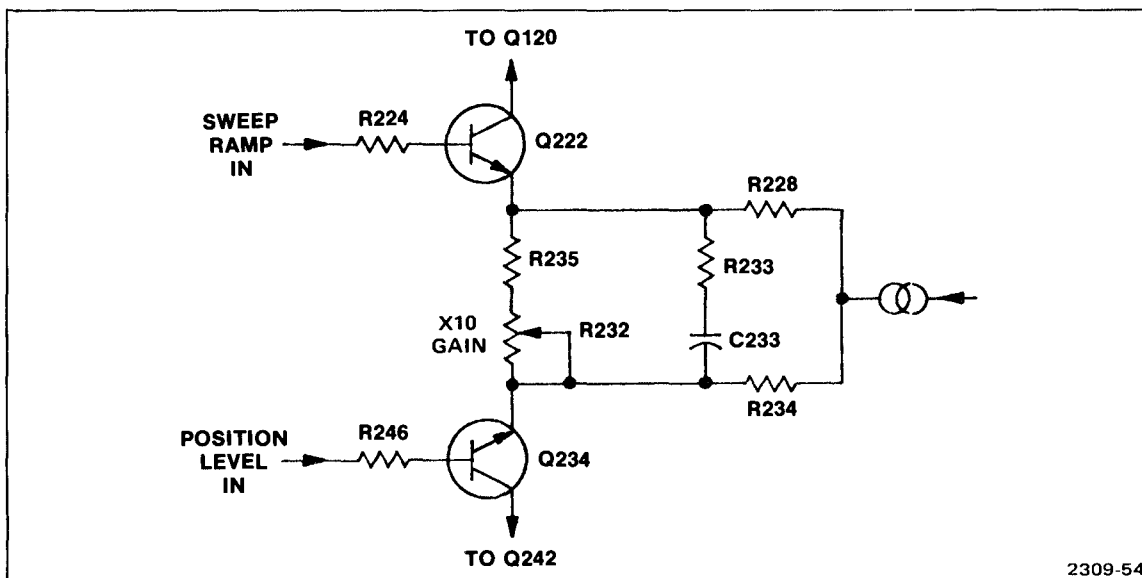 TO Q120
SWEEP
RAMP
IN
R224
Q222
R228
R235
R233
X10
GAIN
R232
C233
R234
POSITION
LEVEL
IN
R246
Q234
TO Q242
2309-54